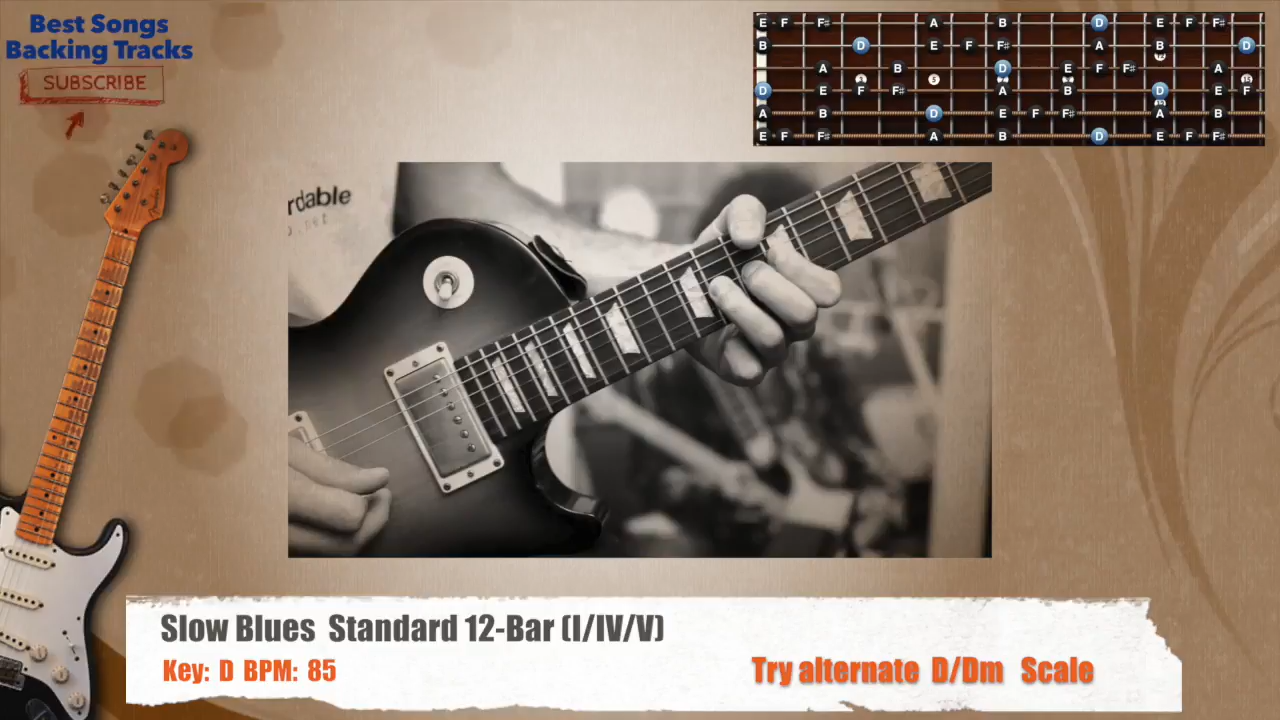 Best Songs
Backing Tracks
SUBSCRIBE
E F F# A B D E F F#
B D E F F# A B D
A B D E F F# A
D E F F# A B D E F
A B D E F F# A B
E F F# A B D E F F#
rdable
Slow Blues Standard 12-Bar (I/IV/V)
Key: D BPM: 85
Try alternate D/Dm Scale